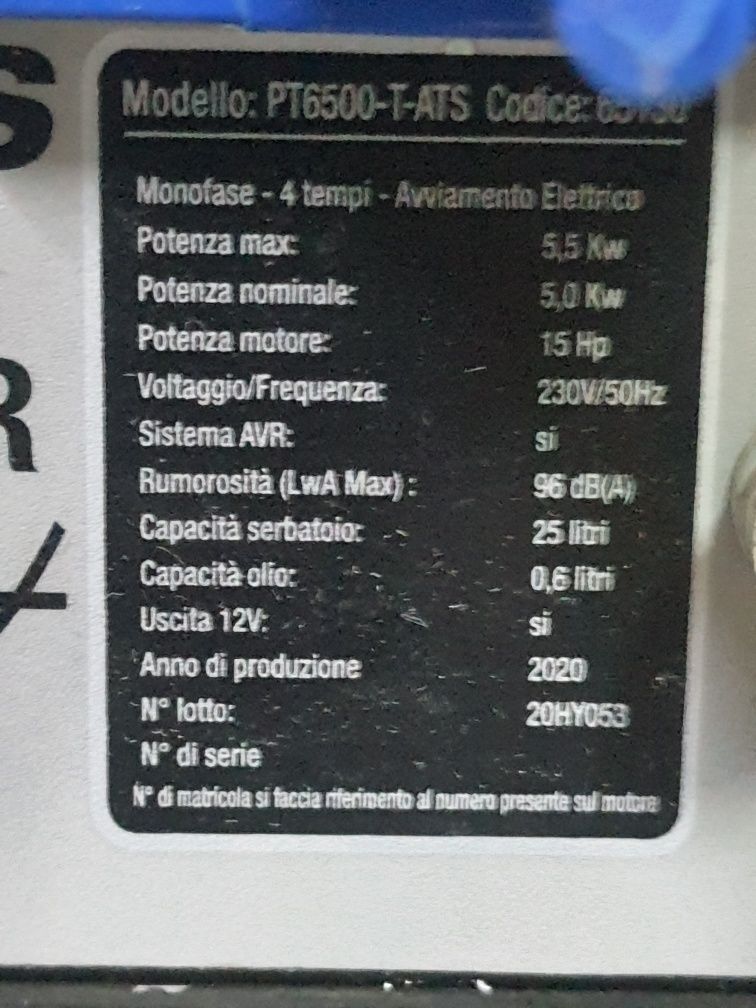 S
Modello: PT6500-T-ATS Codice:
Monofase - 4 tempi - Avviamento Elettrico
Potenza max: 5,5 Kw
Potenza nominale: 5,0 Kw
Potenza motore: 15 Hp
R
Voltaggio/Frequenza: 230V/50Hz
Sistema AVR: si
Rumorosità (LwA Max) : 96 dB(A)
Capacità serbatoio: 25 litri
Capacità olio: 0,6 litri
Uscita 12V: si
Anno di produzione 2020
N° lotto: 20HY053
N° di serie
N° di matricola si faccia riferimento al numero presente sul motore